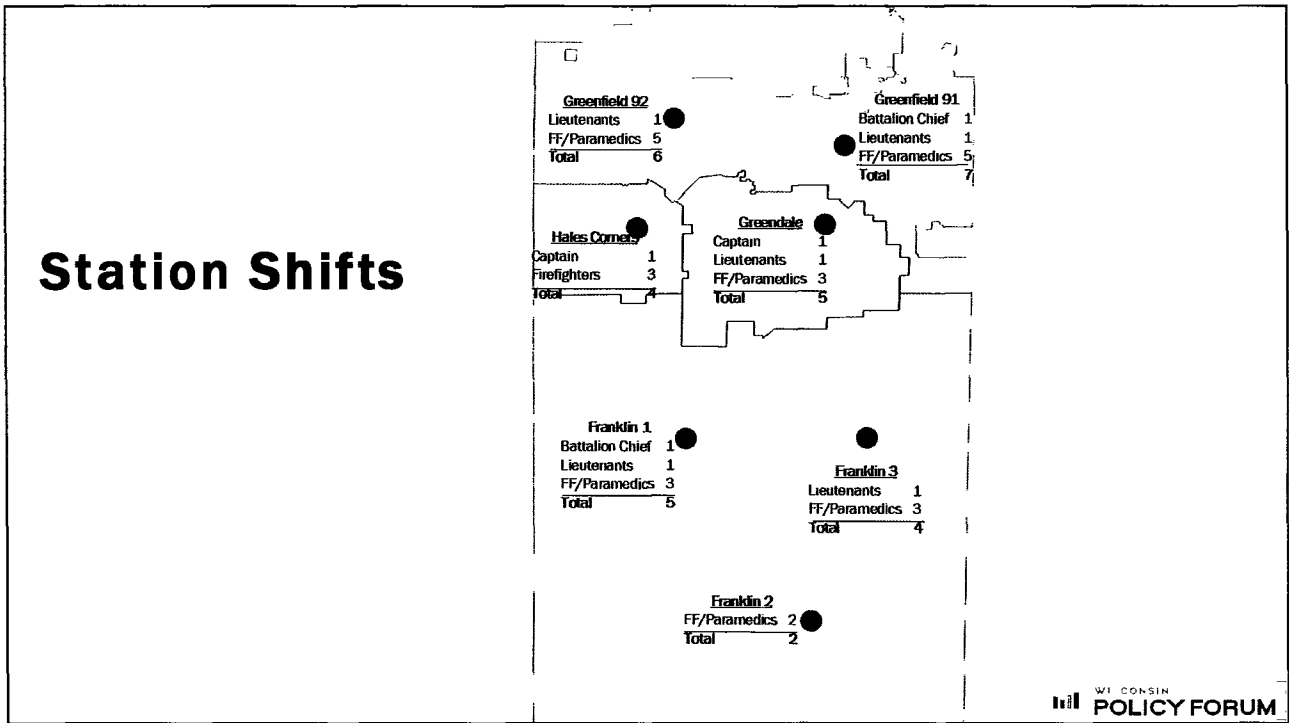 Station Shifts
Greenfield 92
Lieutenants 1
FF/Paramedics 5
Total 6
Greenfield 91
Battalion Chief 1
Lieutenants 1
FF/Paramedics 5
Total 7
Hales Corners
Captain 1
Firefighters 3
Total 4
Greendale
Captain 1
Lieutenants 1
FF/Paramedics 3
Total 5
Franklin 1
Battalion Chief 1
Lieutenants 1
FF/Paramedics 3
Total 5
Franklin 3
Lieutenants 1
FF/Paramedics 3
Total 4
Franklin 2
FF/Paramedics 2
Total 2
WI CONSIN
POLICY FORUM